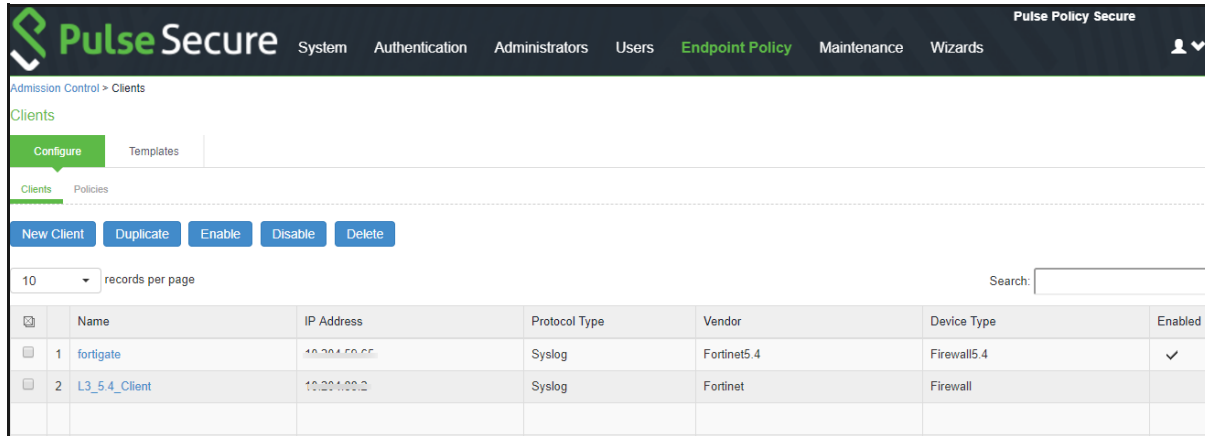 Pulse Policy Secure
Pulse Secure System Authentication Administrators Users Endpoint Policy Maintenance Wizards
Admission Control > Clients
Clients
Configure Templates
Clients Policies
New Client Duplicate Enable Disable Delete
10 records per page Search:
Name IP Address Protocol Type Vendor Device Type Enabled
1 fortigate Syslog Fortinet5.4 Firewall5.4
2 L3_5.4_Client Syslog Fortinet Firewall